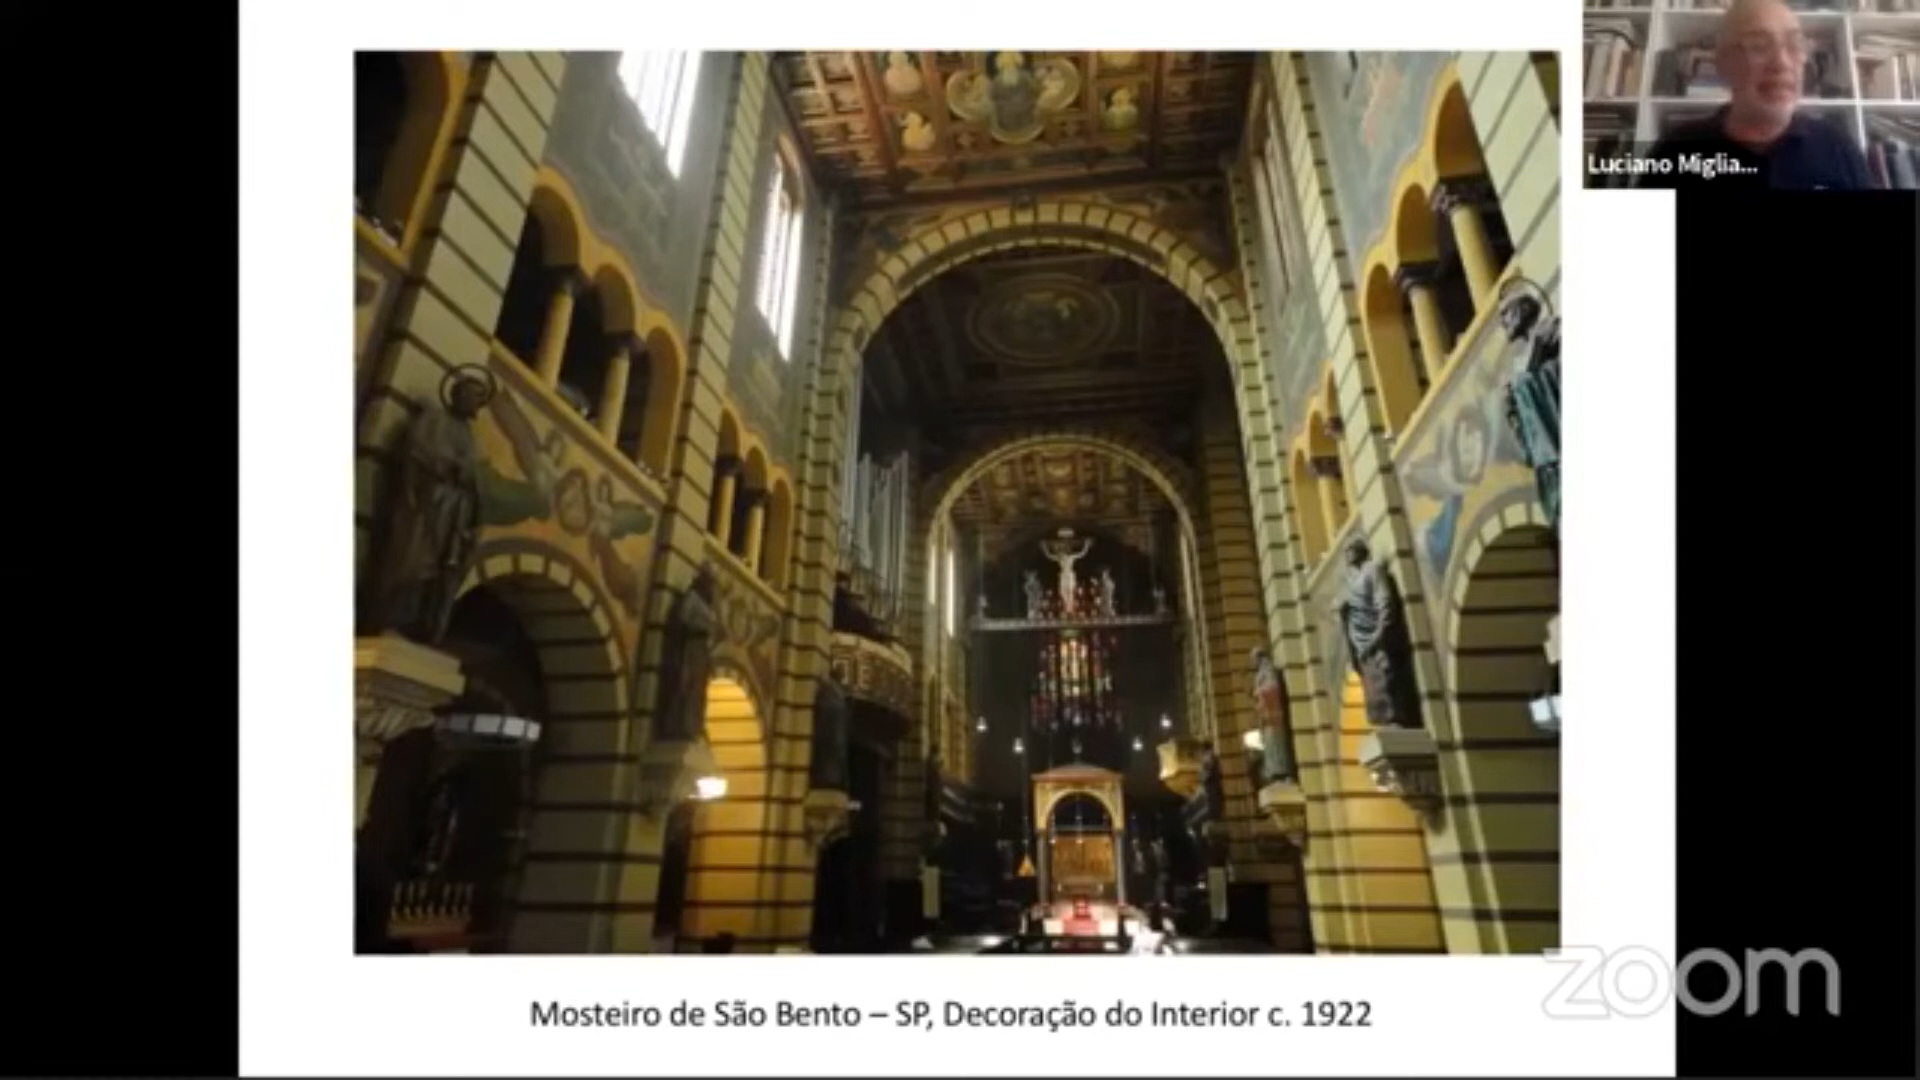 Luciano Miglia...
Mosteiro de São Bento – SP, Decoração do Interior c. 1922
zoom